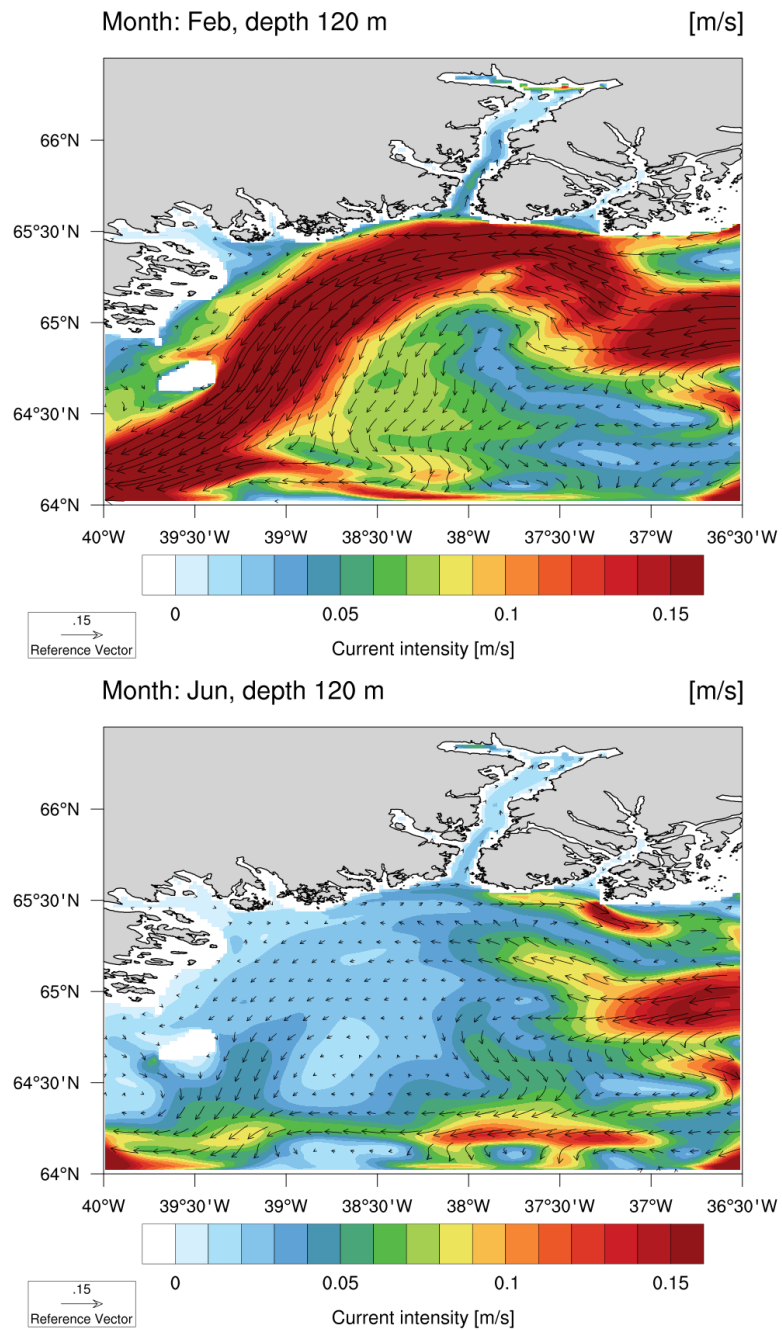 Month: Feb, depth 120 m [m/s]
66°N
65°30'N
65°N
64°30'N
64°N
40°W 39°30'W 39°W 38°30'W 38°W 37°30'W 37°W 36°30'W
0 0.05 0.1 0.15
.15
Reference Vector
Current intensity [m/s]
Month: Jun, depth 120 m [m/s]
66°N
65°30'N
65°N
64°30'N
64°N
40°W 39°30'W 39°W 38°30'W 38°W 37°30'W 37°W 36°30'W
0 0.05 0.1 0.15
.15
Reference Vector
Current intensity [m/s]